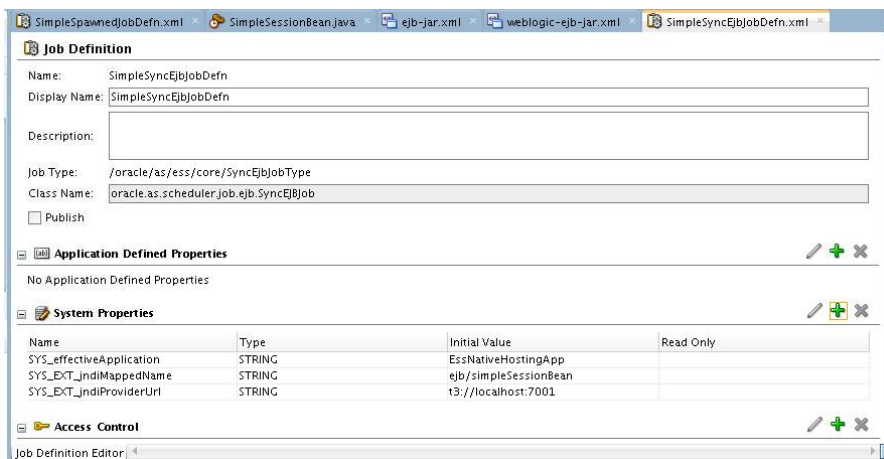 SimpleSpawnedJobDefn.xml SimpleSessionBean.java ejb-jar.xml weblogic-ejb-jar.xml SimpleSyncEjbJobDefn.xml
Job Definition
Name: SimpleSyncEjbJobDefn
Display Name: SimpleSyncEjbJobDefn
Description:
Job Type: /oracle/as/ess/core/SyncEjbJobType
Class Name: oracle.as.scheduler.job.ejb.SyncEJBJob
Publish
Application Defined Properties
No Application Defined Properties
System Properties
Name Type Initial Value Read Only
SYS_effectiveApplication STRING EssNativeHostingApp
SYS_EXT_jndiMappedName STRING ejb/simpleSessionBean
SYS_EXT_jndiProviderUrl STRING t3://localhost:7001
Access Control
Job Definition Editor